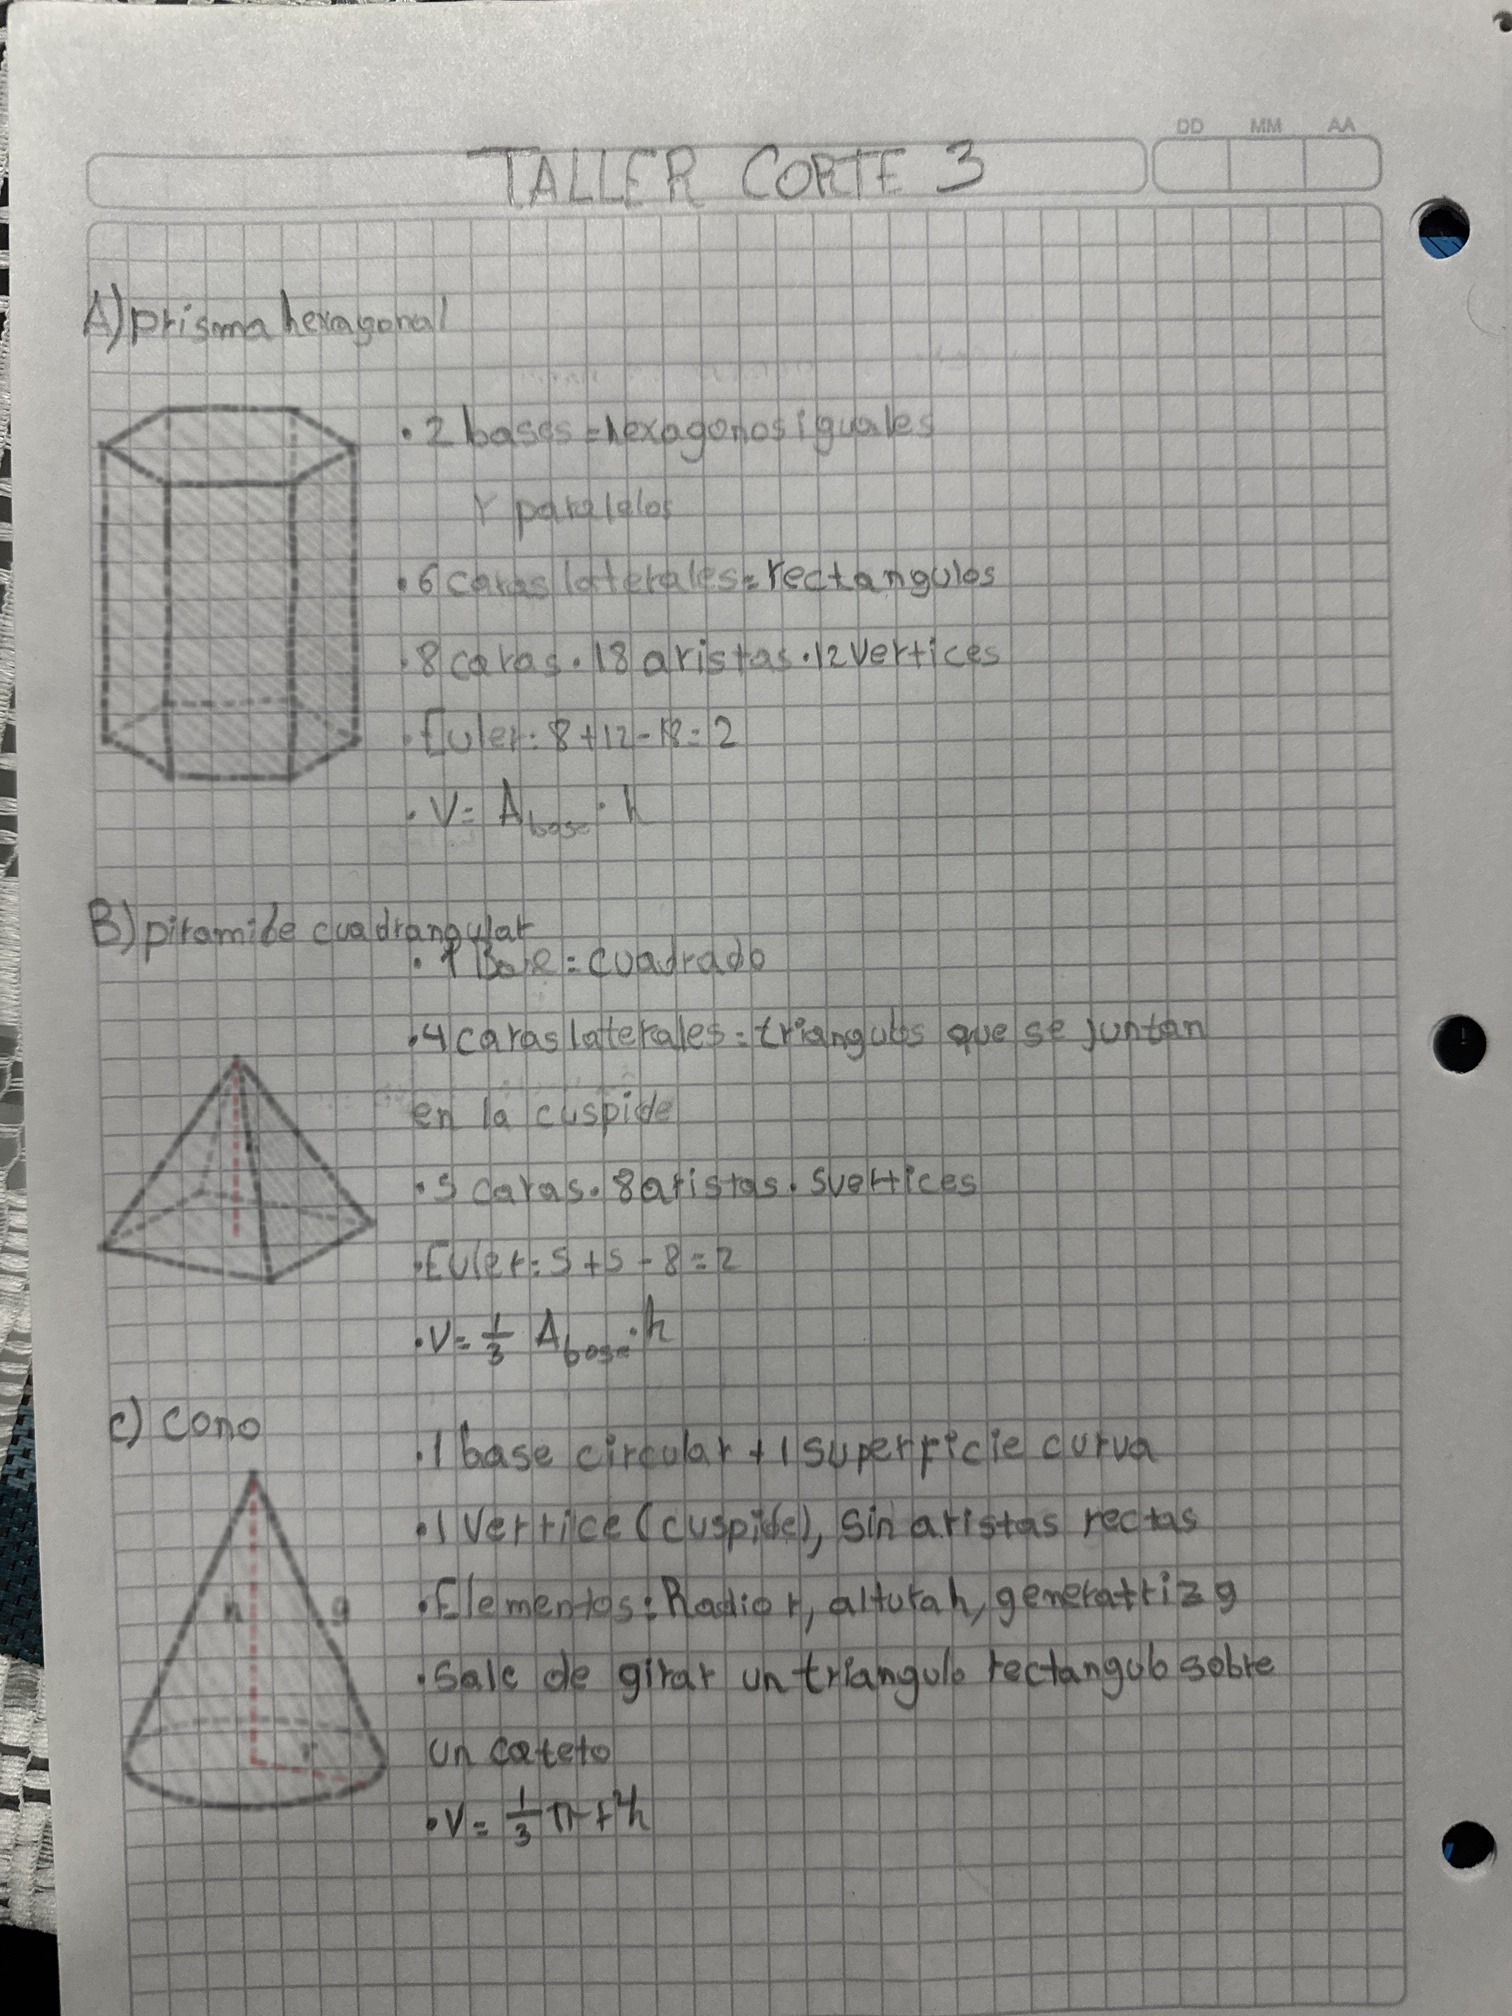 DD MM AA
TALLER CORTE 3
A) prisma hexagonal
• 2 bases = hexagonos iguales
Y paralelos
• 6 caras laterales = rectangulos
• 8 caras • 18 aristas • 12 vertices
• Euler: 8 + 12 - 18 = 2
• V = A base • h
B) piramide cuadrangular
• 1 Base = cuadrado
• 4 caras laterales = triangulos que se juntan
en la cuspide
• 5 caras • 8 aristas • 5 vertices
• Euler: 5 + 5 - 8 = 2
• V = 1/3 A base • h
C) cono
• 1 base circular + 1 superficie curva
• 1 Vertice (cuspide), sin aristas rectas
• Elementos: Radio r, altura h, generatriz g
h g
• sale de girar un triangulo rectangulo sobre
r
un cateto
• V = 1/3 π r² h